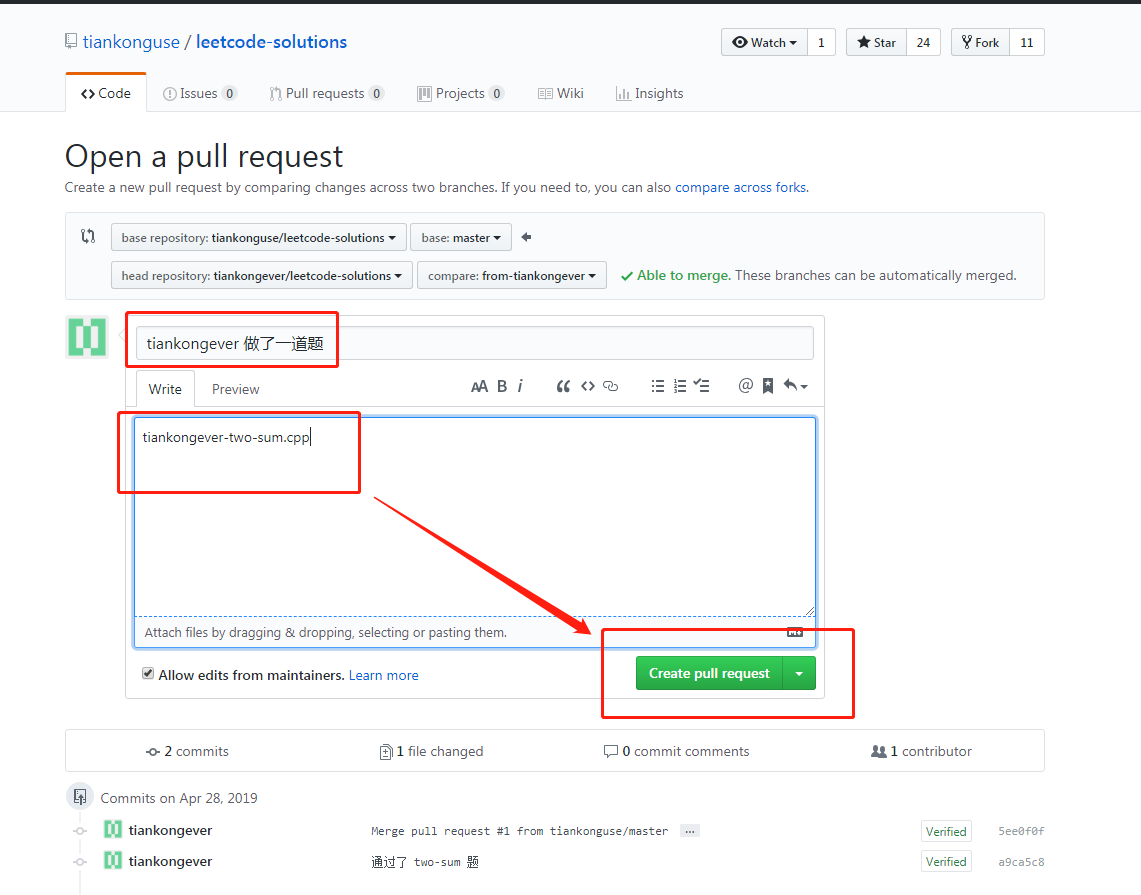 tiankonguse / leetcode-solutions
Watch 1 Star 24 Fork 11
Code Issues 0 Pull requests 0 Projects 0 Wiki Insights
Open a pull request
Create a new pull request by comparing changes across two branches. If you need to, you can also compare across forks.
base repository: tiankonguse/leetcode-solutions base: master
head repository: tiankongever/leetcode-solutions compare: from-tiankongever Able to merge. These branches can be automatically merged.
tiankongever 做了一道题
Write Preview AA B i @
tiankongever-two-sum.cpp
Attach files by dragging & dropping, selecting or pasting them.
Allow edits from maintainers. Learn more
Create pull request
2 commits 1 file changed 0 commit comments 1 contributor
Commits on Apr 28, 2019
tiankongever Merge pull request #1 from tiankonguse/master … Verified 5ee0f0f
tiankongever 通过了 two-sum 题 Verified a9ca5c8